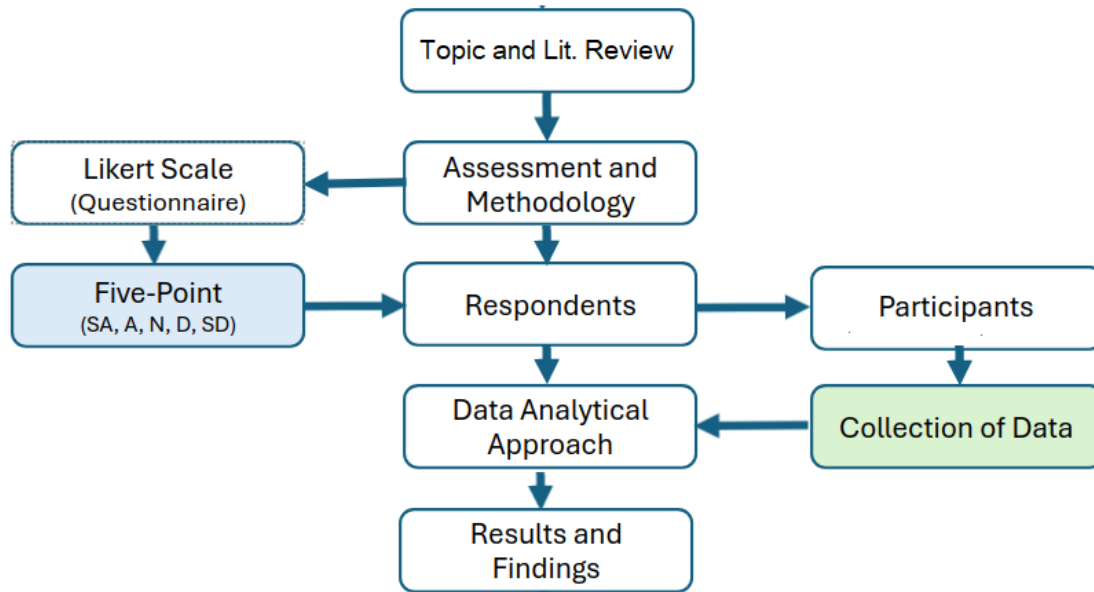 Topic and Lit. Review
Likert Scale
(Questionnaire)
Assessment and
Methodology
Five-Point
(SA, A, N, D, SD)
Respondents
Participants
Data Analytical
Approach
Collection of Data
Results and
Findings